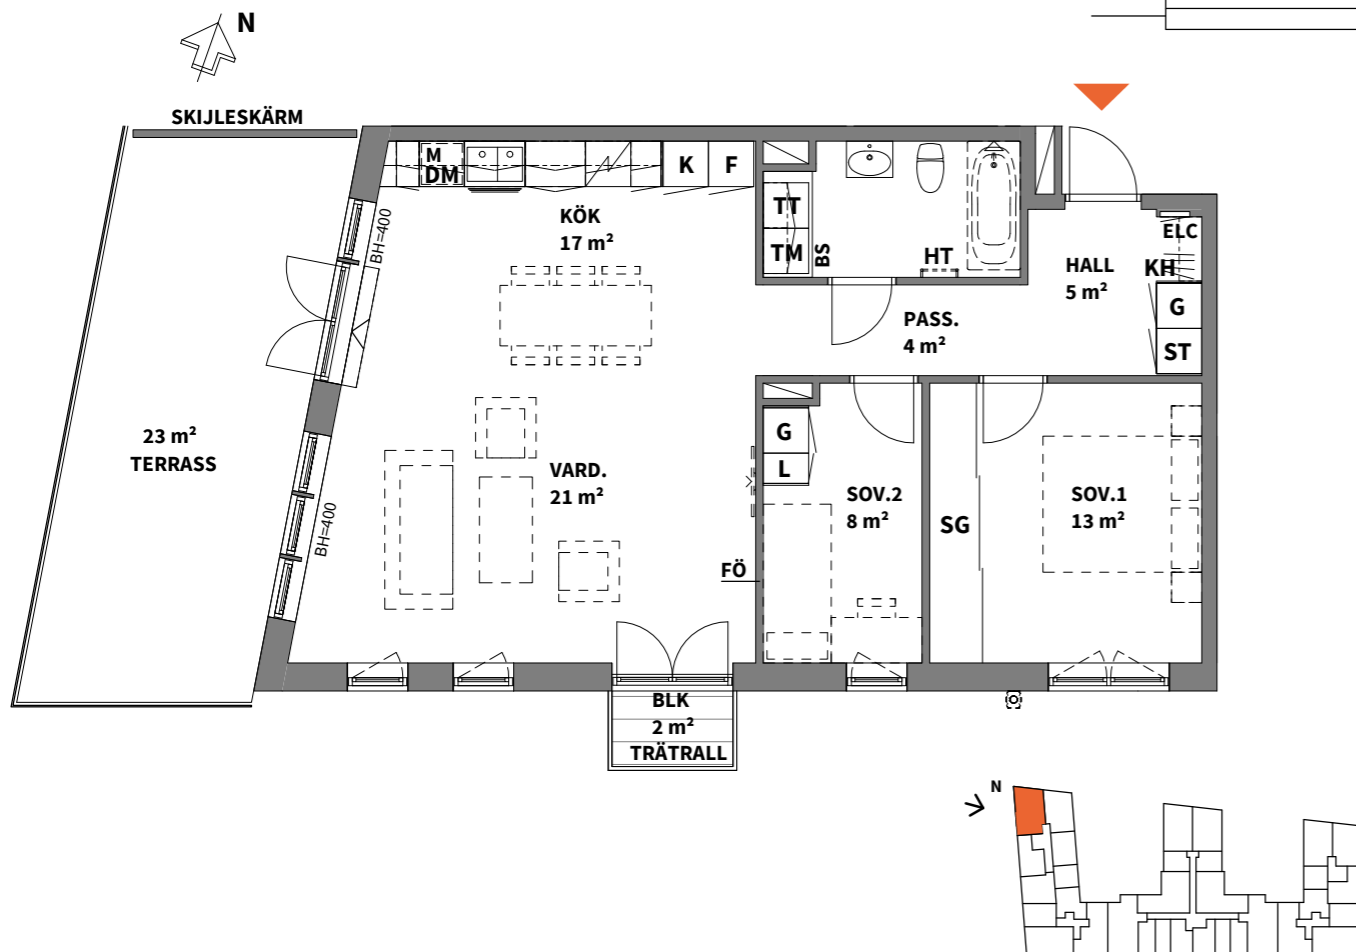 N
SKIJLESKÄRM
M
DM
K
F
TT
TM
BS
HT
ELC
KH
HALL
5 m²
G
ST
KÖK
17 m²
BH=400
PASS.
4 m²
23 m²
TERRASS
VARD.
21 m²
BH=400
G
L
SOV.2
8 m²
SG
SOV.1
13 m²
FÖ
BLK
2 m²
TRÄTRALL
N